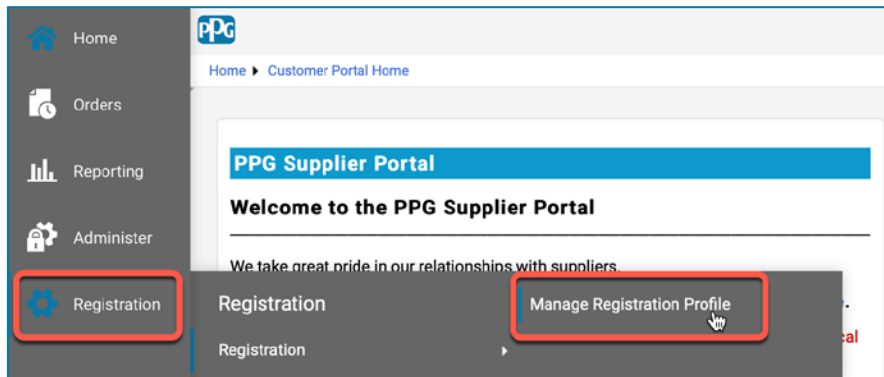 Home
PPG
Home ▸ Customer Portal Home
Orders
Reporting
PPG Supplier Portal
Welcome to the PPG Supplier Portal
Administer
We take great pride in our relationships with suppliers.
Registration
Registration
Manage Registration Profile
Registration